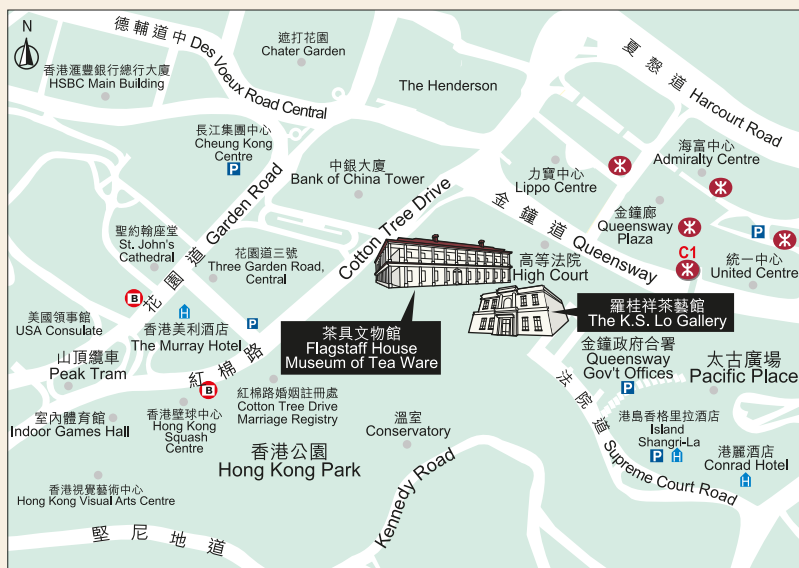 N
德輔道中 Des Voeux Road Central
遮打花園
Chater Garden
香港滙豐銀行總行大廈
HSBC Main Building
The Henderson
夏慤道 Harcourt Road
長江集團中心
Cheung Kong
Centre
P
中銀大廈
Bank of China Tower
力寶中心
Lippo Centre
海富中心
Admiralty Centre
金鐘道 Queensway
金鐘廊
Queensway
Plaza
P
C1
統一中心
United Centre
聖約翰座堂
St. John's
Cathedral
花園道 Garden Road
花園道三號
Three Garden Road,
Central
紅棉路 Cotton Tree Drive
高等法院
High Court
美國領事館
USA Consulate
B
H
香港美利酒店
The Murray Hotel
P
茶具文物館
Flagstaff House
Museum of Tea Ware
羅桂祥茶藝館
The K.S. Lo Gallery
山頂纜車
Peak Tram
金鐘政府合署
Queensway
Gov't Offices
P
太古廣場
Pacific Place
B
室內體育館
Indoor Games Hall
香港壁球中心
Hong Kong
Squash
Centre
紅棉路婚姻註冊處
Cotton Tree Drive
Marriage Registry
溫室
Conservatory
法院道 Supreme Court Road
港島香格里拉酒店
Island
Shangri-La
P
H
港麗酒店
Conrad Hotel
H
香港公園
Hong Kong Park
香港視覺藝術中心
Hong Kong Visual Arts Centre
堅尼地道
Kennedy Road